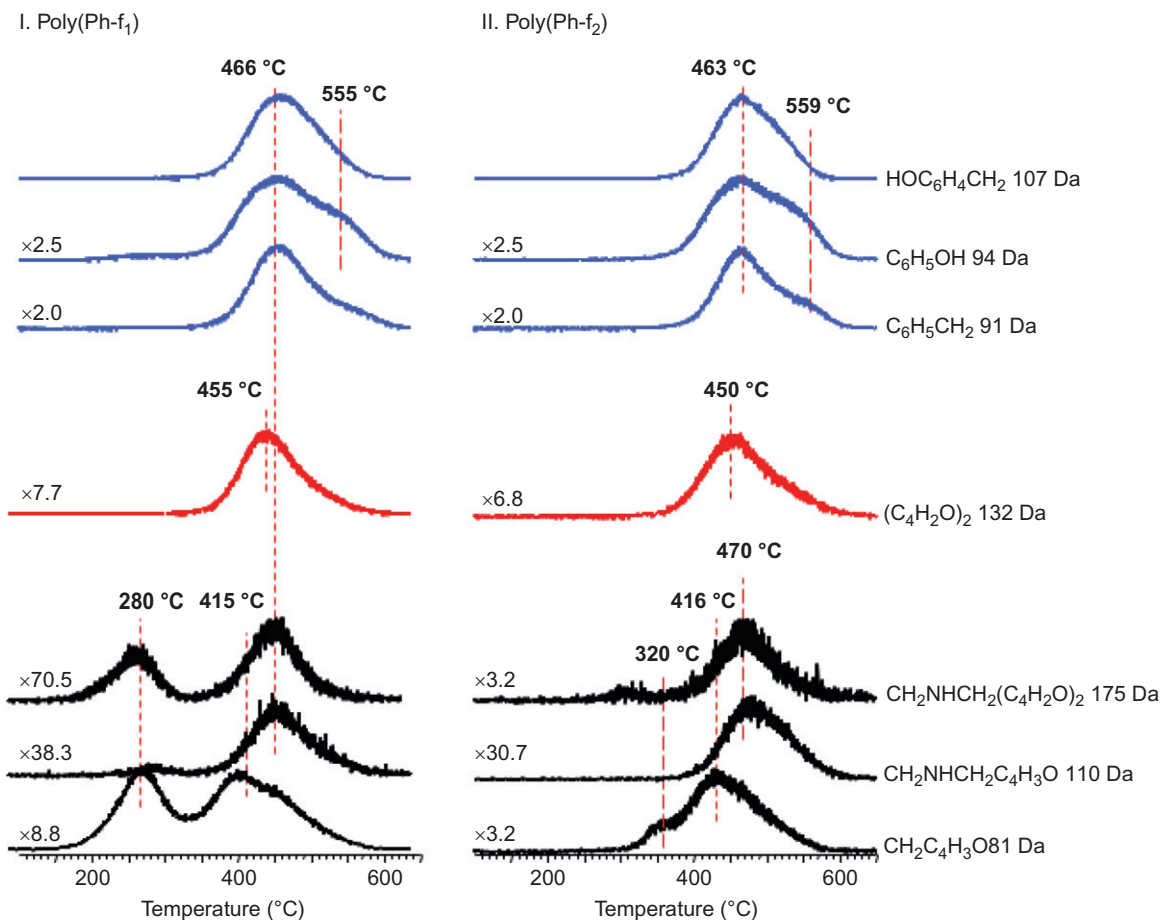 I. Poly(Ph-f₁)
466 °C
555 °C
×2.5
×2.0
455 °C
×7.7
280 °C
415 °C
×70.5
×38.3
×8.8
200
400
600
Temperature (°C)
II. Poly(Ph-f₂)
463 °C
559 °C
HOC₆H₄CH₂ 107 Da
×2.5
C₆H₅OH 94 Da
×2.0
C₆H₅CH₂ 91 Da
450 °C
×6.8
(C₄H₂O)₂ 132 Da
470 °C
416 °C
320 °C
×3.2
CH₂NHCH₂(C₄H₂O)₂ 175 Da
×30.7
CH₂NHCH₂C₄H₃O 110 Da
×3.2
CH₂C₄H₃O81 Da
200
400
600
Temperature (°C)